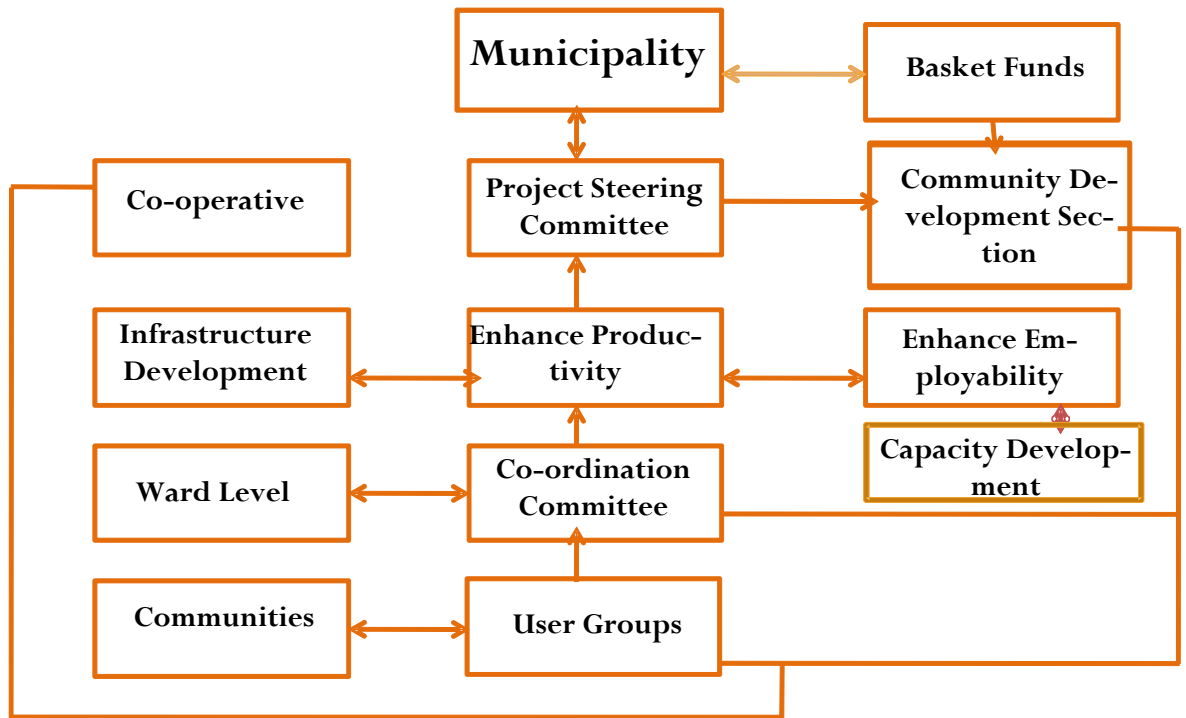 Municipality
Basket Funds
Co-operative
Project Steering
Committee
Community De-
velopment Sec-
tion
Infrastructure
Development
Enhance Produc-
tivity
Enhance Em-
ployability
Ward Level
Co-ordination
Committee
Capacity Develop-
ment
Communities
User Groups